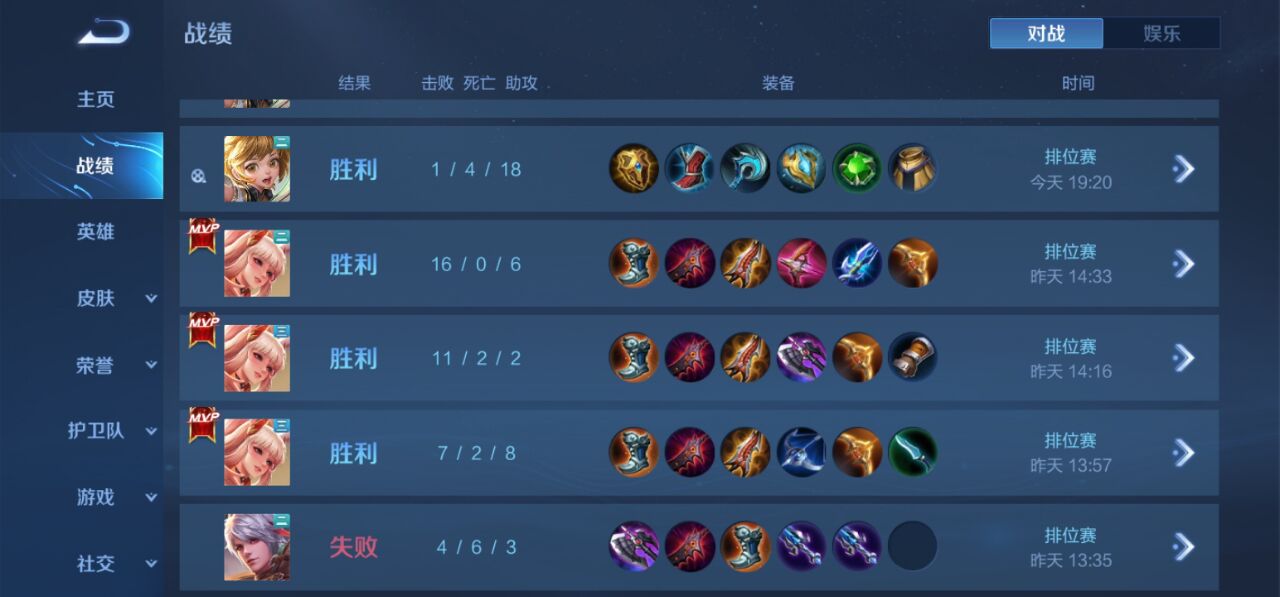 战绩
对战 娱乐
结果 击败 死亡 助攻 装备 时间
主页
战绩
英雄
皮肤
荣誉
护卫队
游戏
社交
二 胜利 1 / 4 / 18 排位赛
今天 19:20
MVP 二 胜利 16 / 0 / 6 排位赛
昨天 14:33
MVP 三 胜利 11 / 2 / 2 排位赛
昨天 14:16
MVP 三 胜利 7 / 2 / 8 排位赛
昨天 13:57
二 失败 4 / 6 / 3 排位赛
昨天 13:35